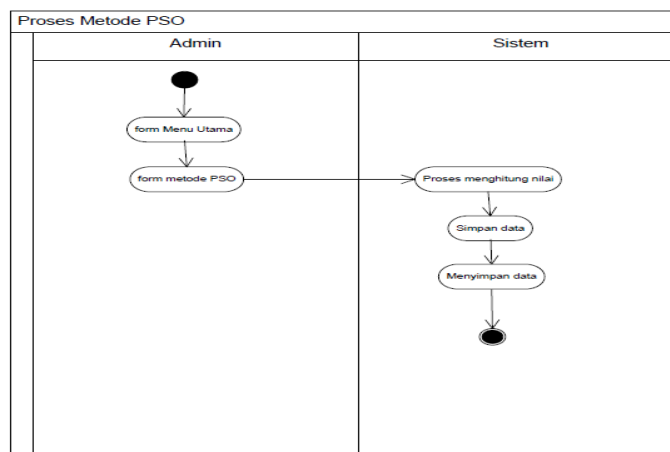 Proses Metode PSO
Admin
Sistem
form Menu Utama
form metode PSO
Proses menghitung nilai
Simpan data
Menyimpan data